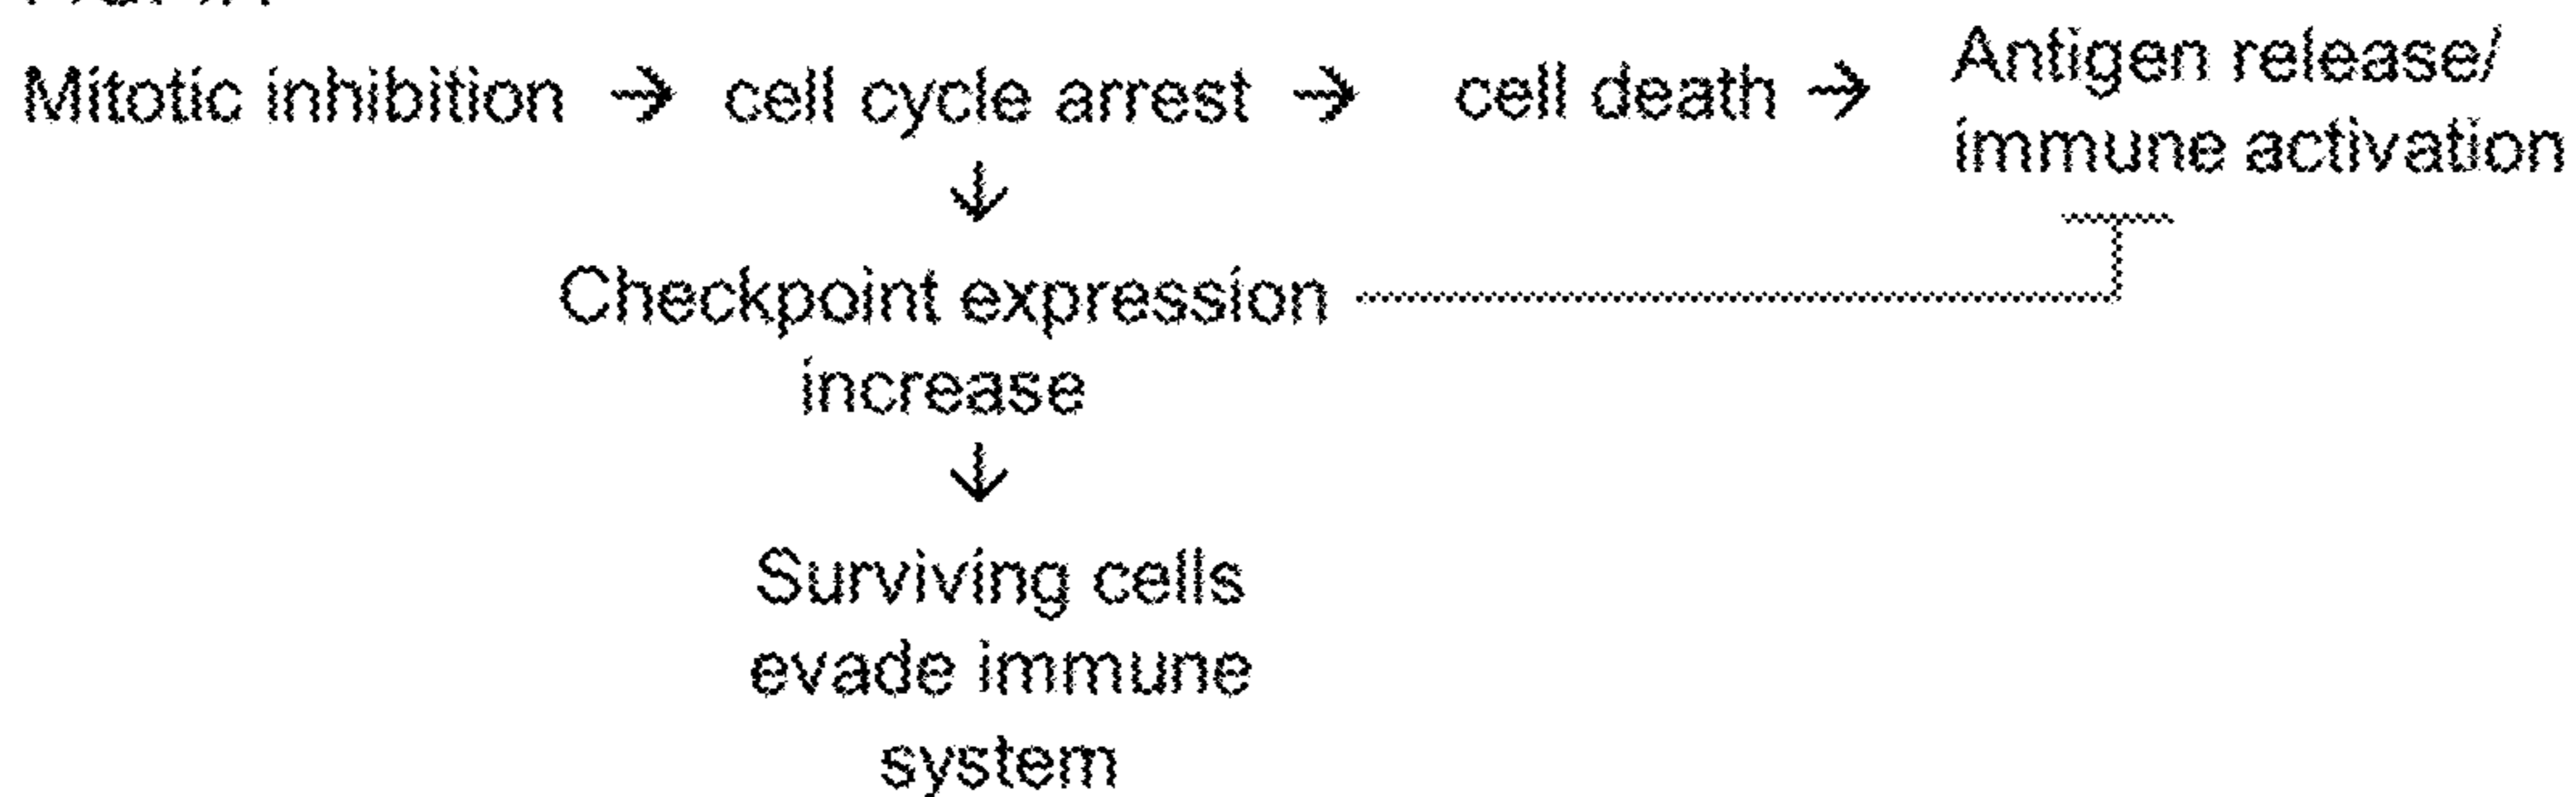 Mitotic inhibition → cell cycle arrest → cell death → Antigen release/
immune activation
↓
Checkpoint expression
increase
↓
Surviving cells
evade immune
system